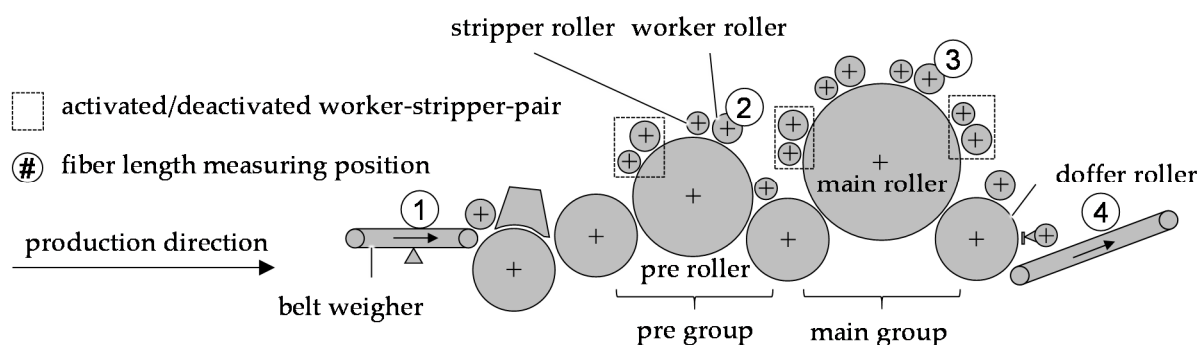 stripper roller worker roller
3
activated/deactivated worker-stripper-pair
2
# fiber length measuring position
main roller
doffer roller
1
4
production direction
pre roller
belt weigher
pre group
main group